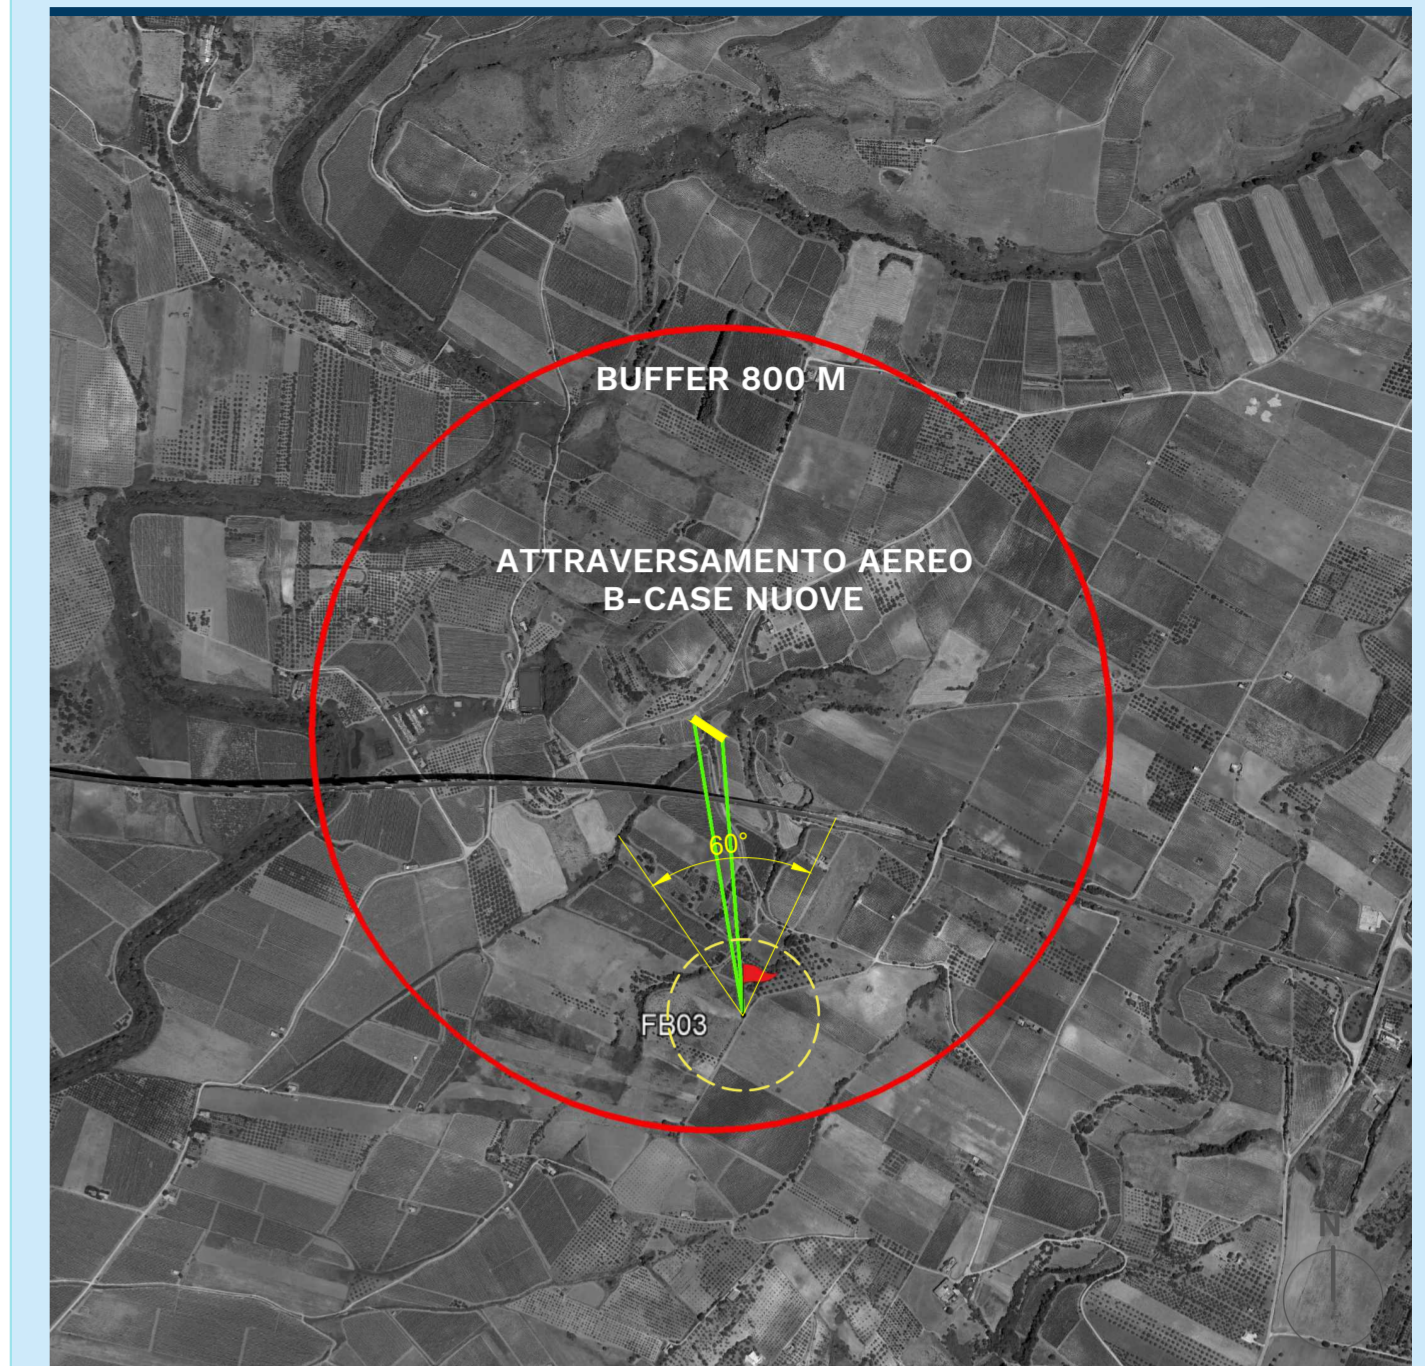 BUFFER 800 M
ATTRAVERSAMENTO AEREO
B-CASE NUOVE
60°
FB03
N